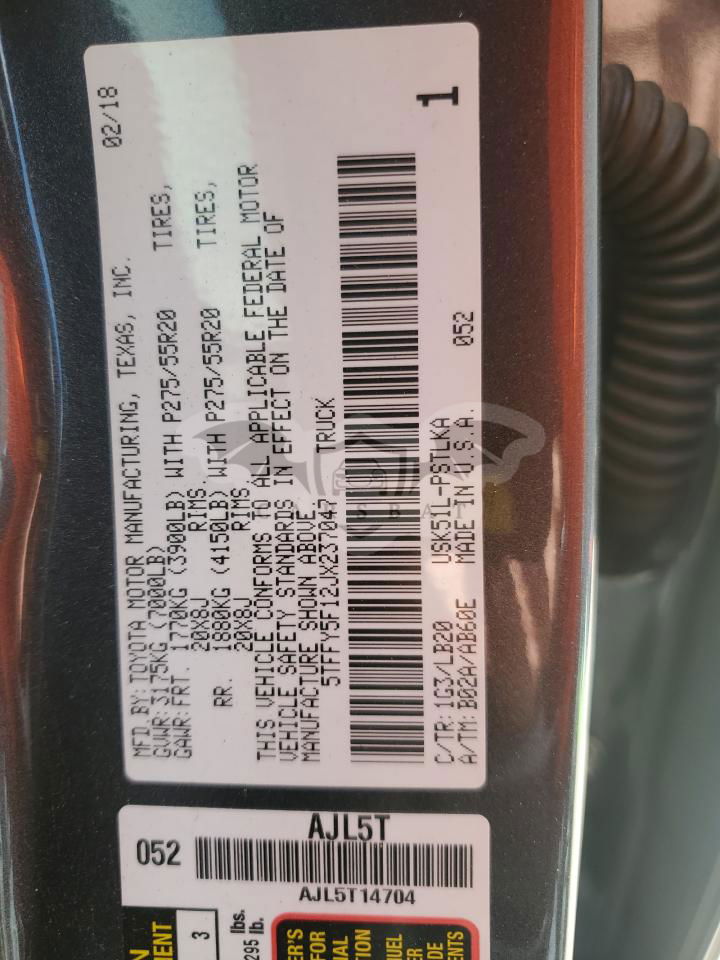 MFD. BY: TOYOTA MOTOR MANUFACTURING, TEXAS, INC. 02/18
GVWR: 3175KG (7000LB)
GAWR: FRT. 1770KG (3900LB) WITH P275/55R20 TIRES,
20X8J RIMS
RR. 1880KG (4150LB) WITH P275/55R20 TIRES,
20X8J RIMS
THIS VEHICLE CONFORMS TO ALL APPLICABLE FEDERAL MOTOR
VEHICLE SAFETY STANDARDS IN EFFECT ON THE DATE OF
MANUFACTURE SHOWN ABOVE.
5TFFY5F12JX237047 TRUCK
1
C/TR: 1G3/LB20 USK51L-PSTLKA 052
A/TM: B02A/AB60E MADE IN U.S.A.
AJL5T
052
AJL5T14704
3
lbs.
295 lb.